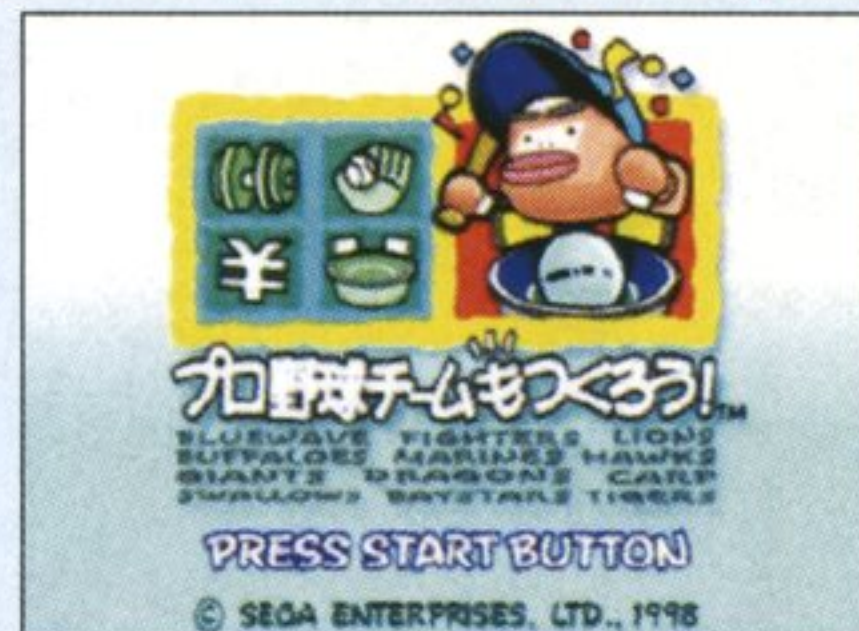 ¥
プロ野球チームもつくろう!™
BLUEWAVE FIGHTERS LIONS
BUFFALOES MARINES HAWKS
GIANTS DRAGONS CARP
SWALLOWS BAYSTARS TIGERS
PRESS START BUTTON
© SEGA ENTERPRISES, LTD., 1998